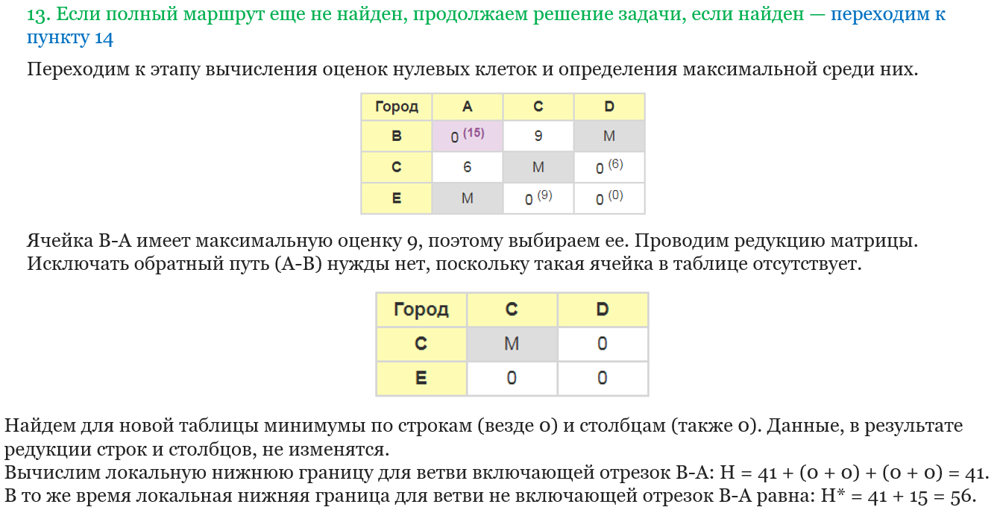 13. Если полный маршрут еще не найден, продолжаем решение задачи, если найден — переходим к
пункту 14
Переходим к этапу вычисления оценок нулевых клеток и определения максимальной среди них.
Город A C D
B 0 (15) 9 M
C 6 M 0 (6)
E M 0 (9) 0 (0)
Ячейка B-A имеет максимальную оценку 9, поэтому выбираем ее. Проводим редукцию матрицы.
Исключать обратный путь (A-B) нужды нет, поскольку такая ячейка в таблице отсутствует.
Город C D
C M 0
E 0 0
Найдем для новой таблицы минимумы по строкам (везде 0) и столбцам (также 0). Данные, в результате
редукции строк и столбцов, не изменятся.
Вычислим локальную нижнюю границу для ветви включающей отрезок B-A: H = 41 + (0 + 0) + (0 + 0) = 41.
В то же время локальная нижняя граница для ветви не включающей отрезок B-A равна: H* = 41 + 15 = 56.